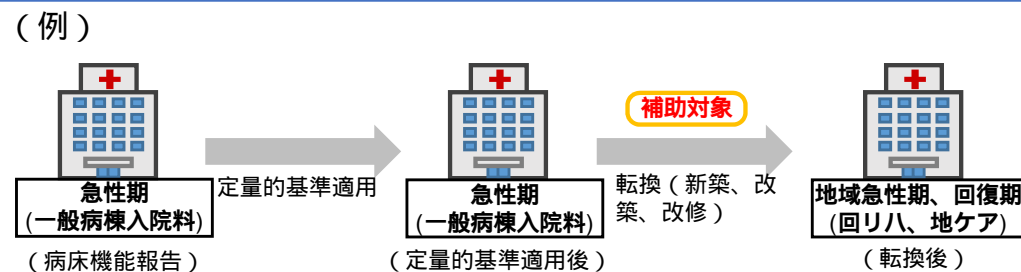 （例）
補助対象
定量的基準適用
転換（新築、改
築、改修）
急性期
(一般病棟入院料)
急性期
(一般病棟入院料)
地域急性期、回復期
(回リハ、地ケア)
（病床機能報告）
（定量的基準適用後）
（転換後）